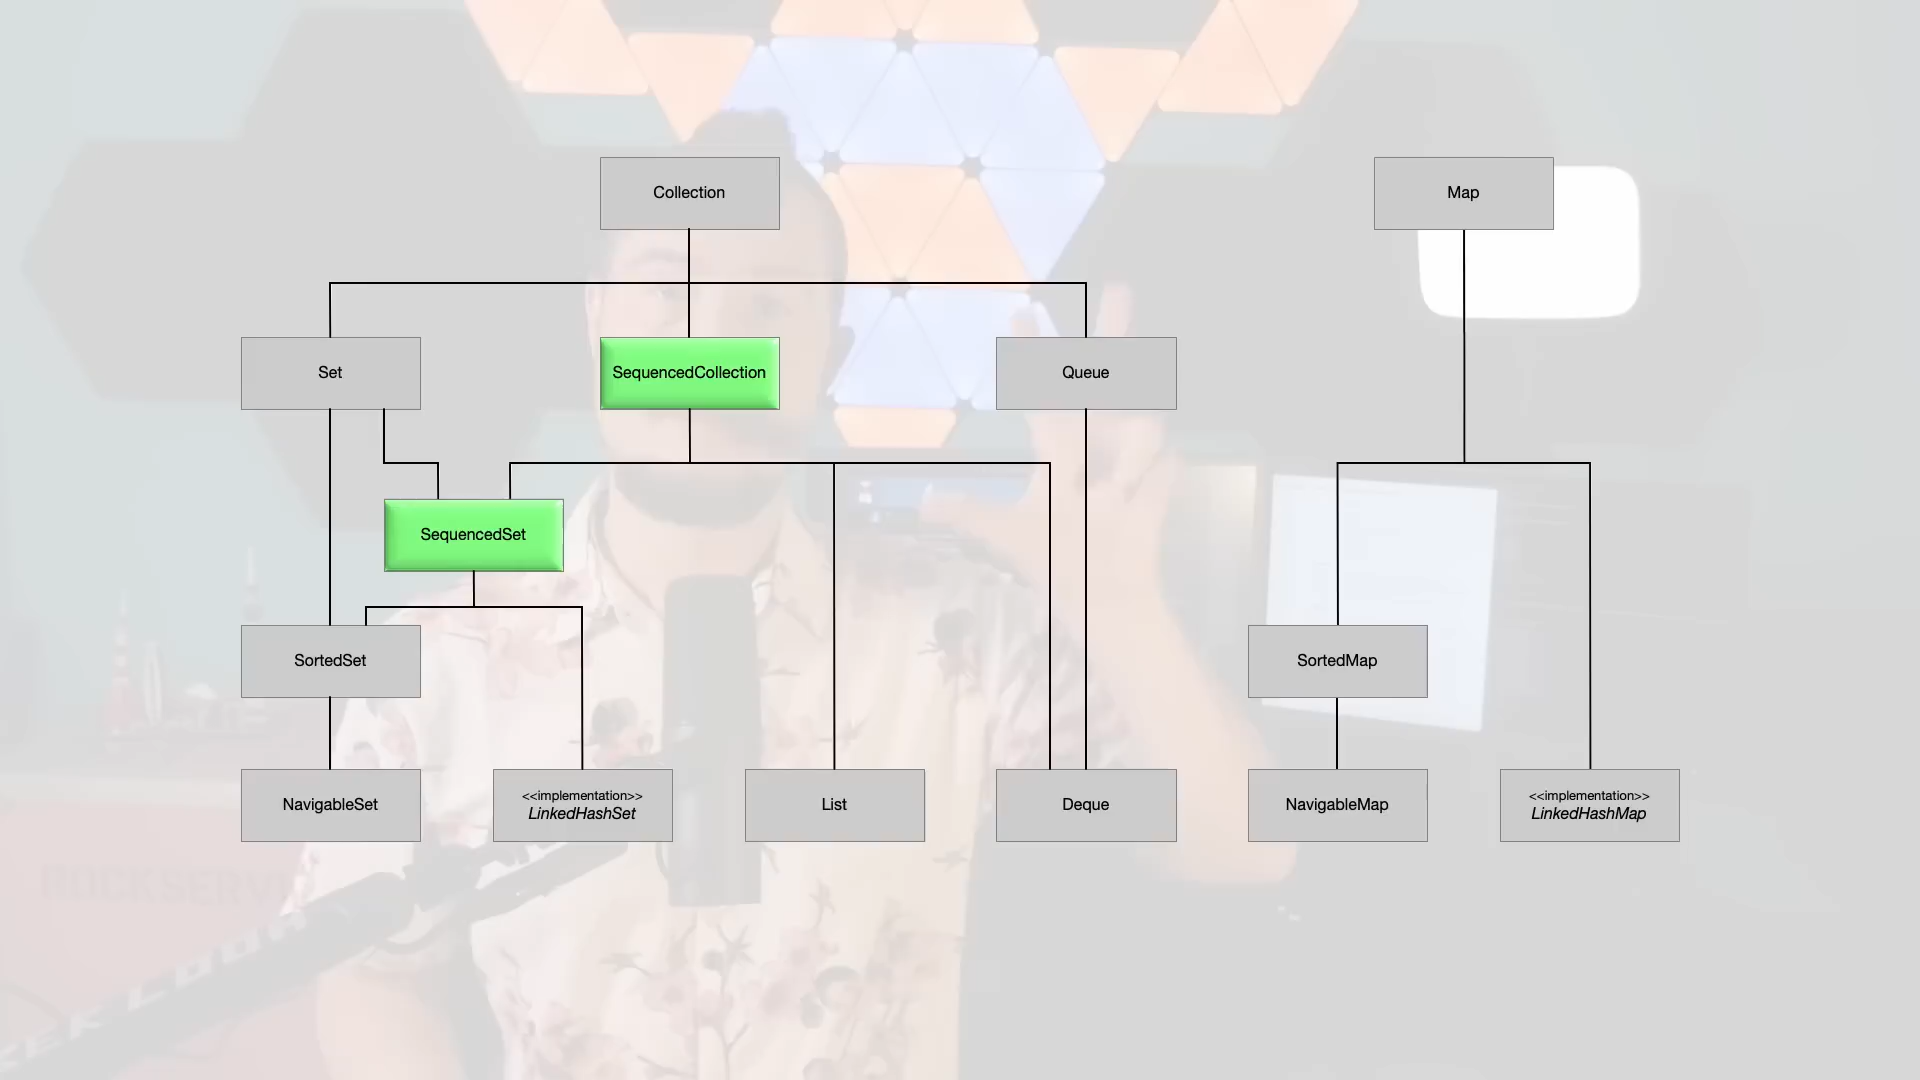 Collection
Map
Set
SequencedCollection
Queue
SequencedSet
SortedSet
SortedMap
NavigableSet
<<implementation>>
LinkedHashSet
List
Deque
NavigableMap
<<implementation>>
LinkedHashMap